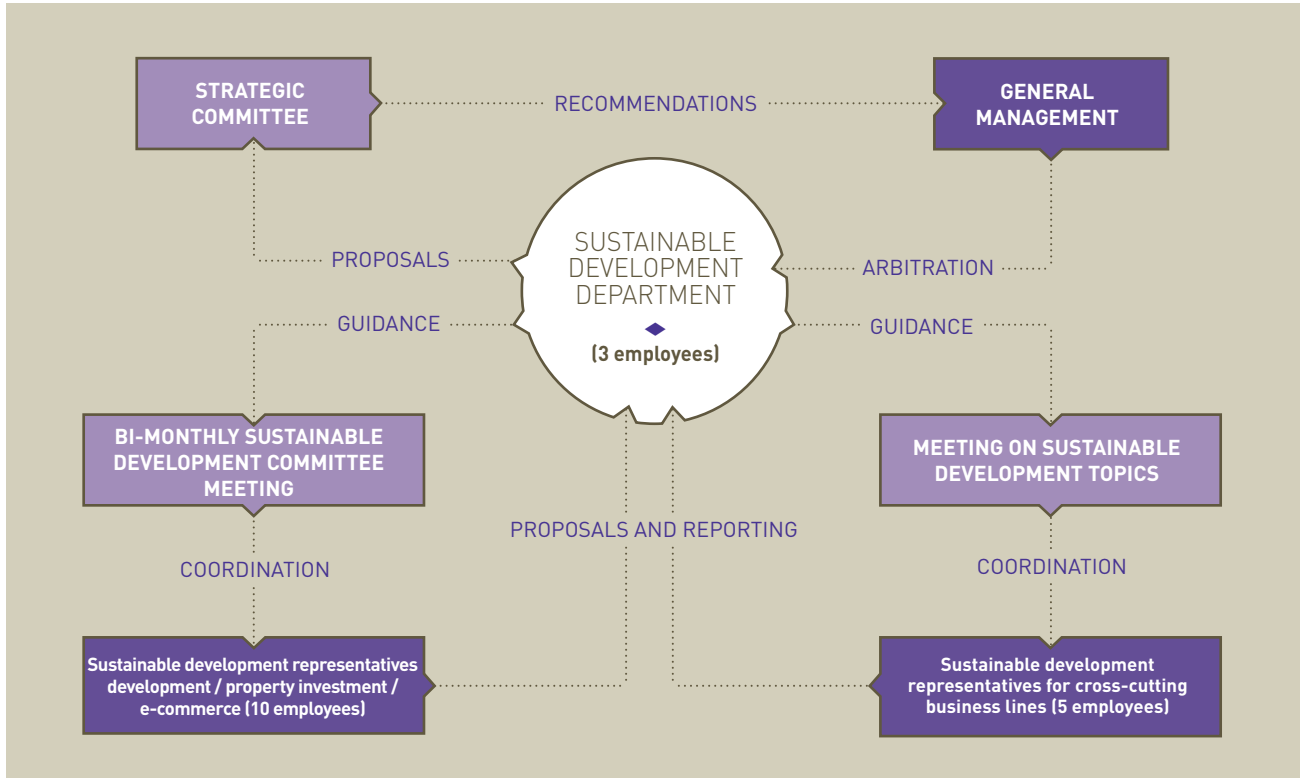 STRATEGIC
COMMITTEE
RECOMMENDATIONS
GENERAL
MANAGEMENT
SUSTAINABLE
DEVELOPMENT
DEPARTMENT
(3 employees)
PROPOSALS
ARBITRATION
GUIDANCE
GUIDANCE
BI-MONTHLY SUSTAINABLE
DEVELOPMENT COMMITTEE
MEETING
MEETING ON SUSTAINABLE
DEVELOPMENT TOPICS
PROPOSALS AND REPORTING
COORDINATION
COORDINATION
Sustainable development representatives
development / property investment /
e-commerce (10 employees)
Sustainable development
representatives for cross-cutting
business lines (5 employees)